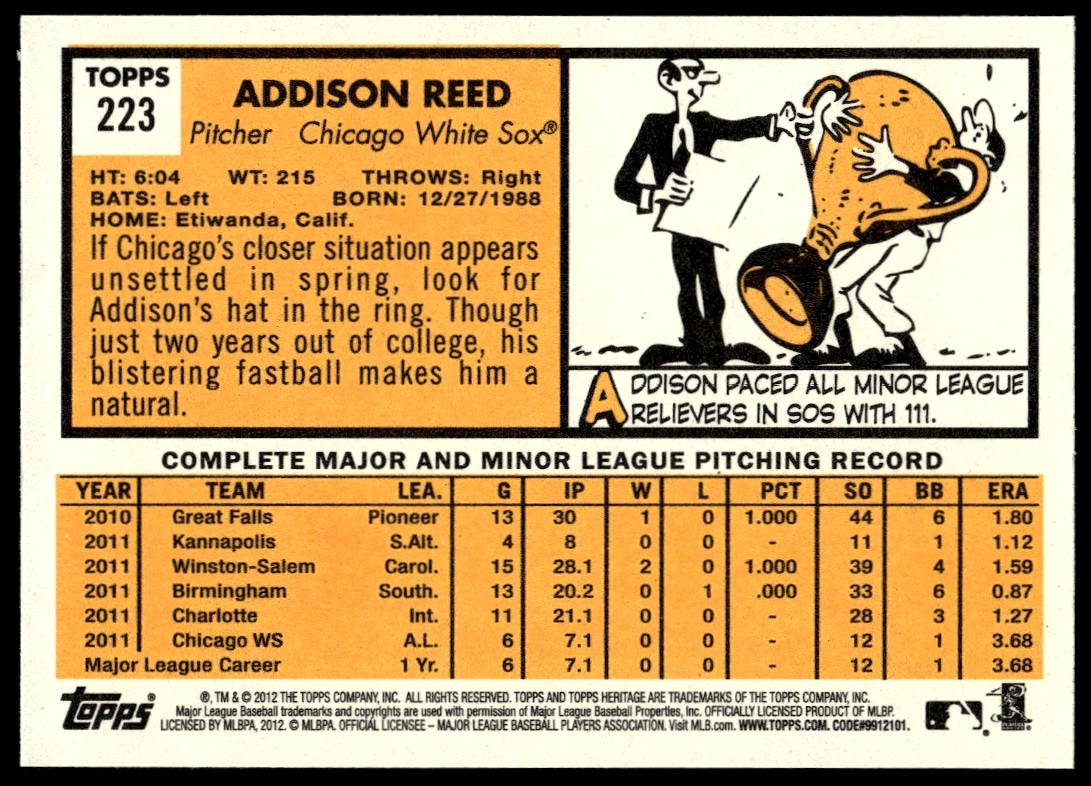 TOPPS
223
ADDISON REED
Pitcher Chicago White Sox®
HT: 6:04 WT: 215 THROWS: Right
BATS: Left BORN: 12/27/1988
HOME: Etiwanda, Calif.
If Chicago's closer situation appears
unsettled in spring, look for
Addison's hat in the ring. Though
just two years out of college, his
blistering fastball makes him a
natural.
ADDISON PACED ALL MINOR LEAGUE
RELIEVERS IN SOS WITH 111.
COMPLETE MAJOR AND MINOR LEAGUE PITCHING RECORD
YEAR TEAM LEA. G IP W L PCT SO BB ERA
2010 Great Falls Pioneer 13 30 1 0 1.000 44 6 1.80
2011 Kannapolis S.Alt. 4 8 0 0 - 11 1 1.12
2011 Winston-Salem Carol. 15 28.1 2 0 1.000 39 4 1.59
2011 Birmingham South. 13 20.2 0 1 .000 33 6 0.87
2011 Charlotte Int. 11 21.1 0 0 - 28 3 1.27
2011 Chicago WS A.L. 6 7.1 0 0 - 12 1 3.68
Major League Career 1 Yr. 6 7.1 0 0 - 12 1 3.68
Topps®
®, TM & © 2012 THE TOPPS COMPANY, INC. ALL RIGHTS RESERVED. TOPPS AND TOPPS HERITAGE ARE TRADEMARKS OF THE TOPPS COMPANY, INC.
Major League Baseball trademarks and copyrights are used with permission of Major League Baseball Properties, Inc. OFFICIALLY LICENSED PRODUCT OF MLBP.
LICENSED BY MLBPA, 2012. © MLBPA. OFFICIAL LICENSEE – MAJOR LEAGUE BASEBALL PLAYERS ASSOCIATION. Visit MLB.com. WWW.TOPPS.COM. CODE#9912101.